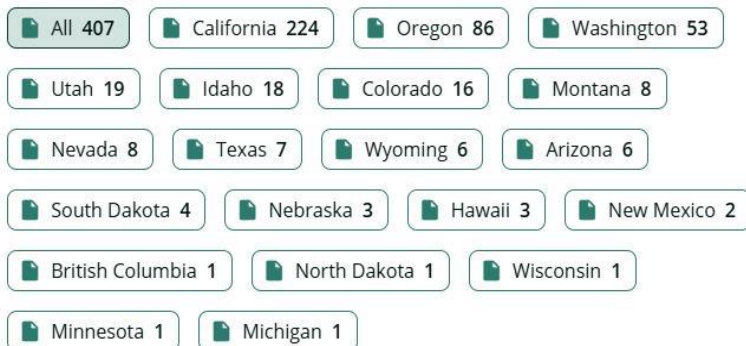 All 407 California 224 Oregon 86 Washington 53
Utah 19 Idaho 18 Colorado 16 Montana 8
Nevada 8 Texas 7 Wyoming 6 Arizona 6
South Dakota 4 Nebraska 3 Hawaii 3 New Mexico 2
British Columbia 1 North Dakota 1 Wisconsin 1
Minnesota 1 Michigan 1